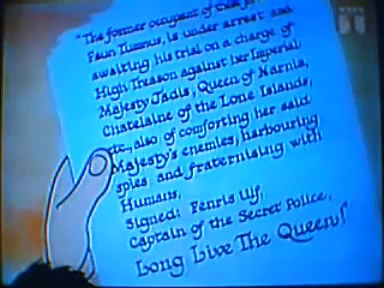 "The former occupant of these
Faun Tumnus, is under arrest and
awaiting his trial on a charge of
High Treason against her Imperial
Majesty Jadis, Queen of Narnia,
Chatelaine of the Lone Islands,
etc, also of comforting her said
Majesty's enemies, harbouring
spies and fraternising with
Humans,
Signed: Fenris Ulf,
Captain of the Secret Police,
Long Live The Queen!